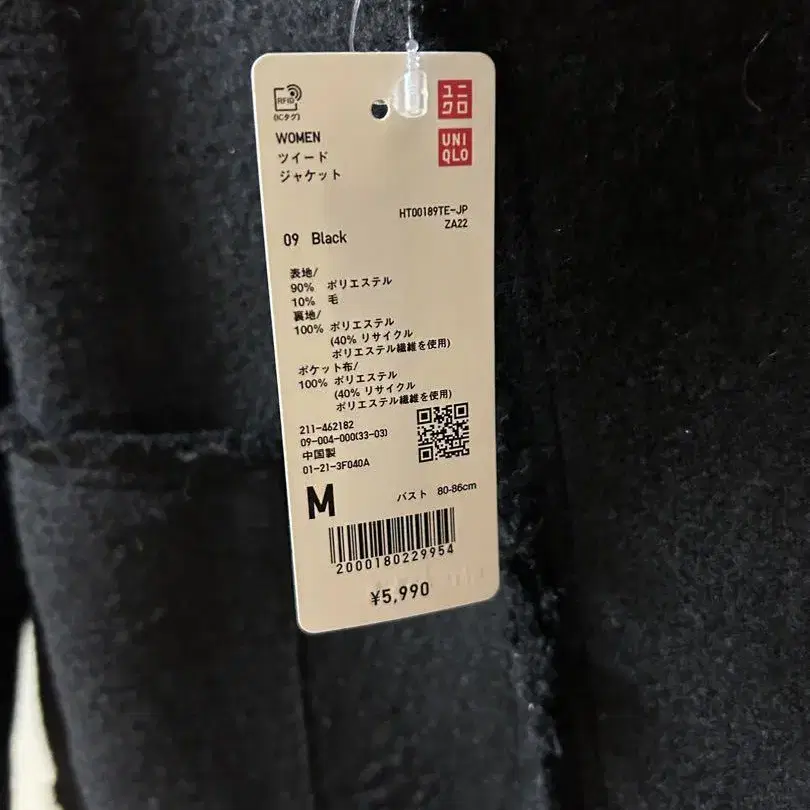 RFID
(ICタグ)
ユニ
クロ
UNI
QLO
WOMEN
ツイード
ジャケット
HT00189TE-JP
ZA22
09 Black
表地/
90% ポリエステル
10% 毛
裏地/
100% ポリエステル
(40% リサイクル
ポリエステル繊維を使用)
ポケット布/
100% ポリエステル
(40% リサイクル
ポリエステル繊維を使用)
211-462182
09-004-000(33-03)
中国製
01-21-3F040A
M バスト 80-86cm
2000180229954
¥5,990